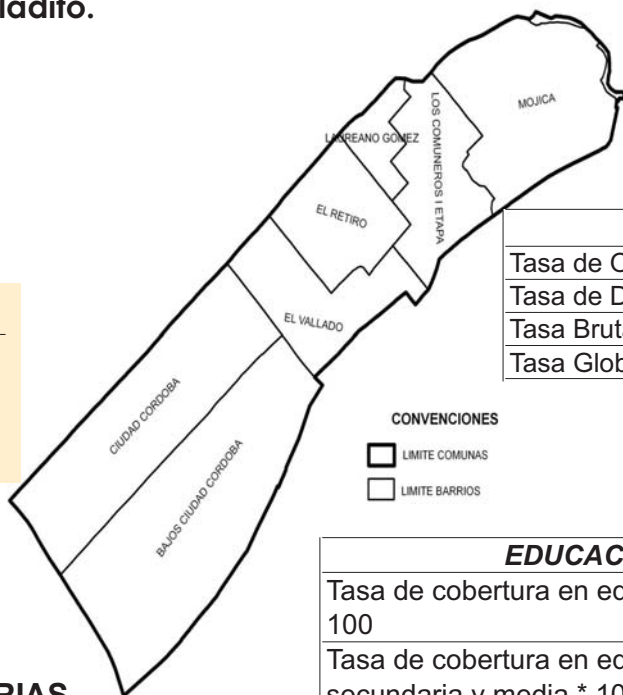 ladito.
MOJICA
LOS COMUNEROS I ETAPA
LAUREANO GOMEZ
EL RETIRO
Tasa de
Tasa de
Tasa
Tasa
EL VALLADO
CIUDAD CORDOBA
BAJOS CIUDAD CORDOBA
CONVENCIONES
LIMITE COMUNAS
LIMITE BARRIOS
EDUCAC
Tasa de cobertura en ed
100
Tasa de cobertura en ed
secundaria y media * 10
RIAS